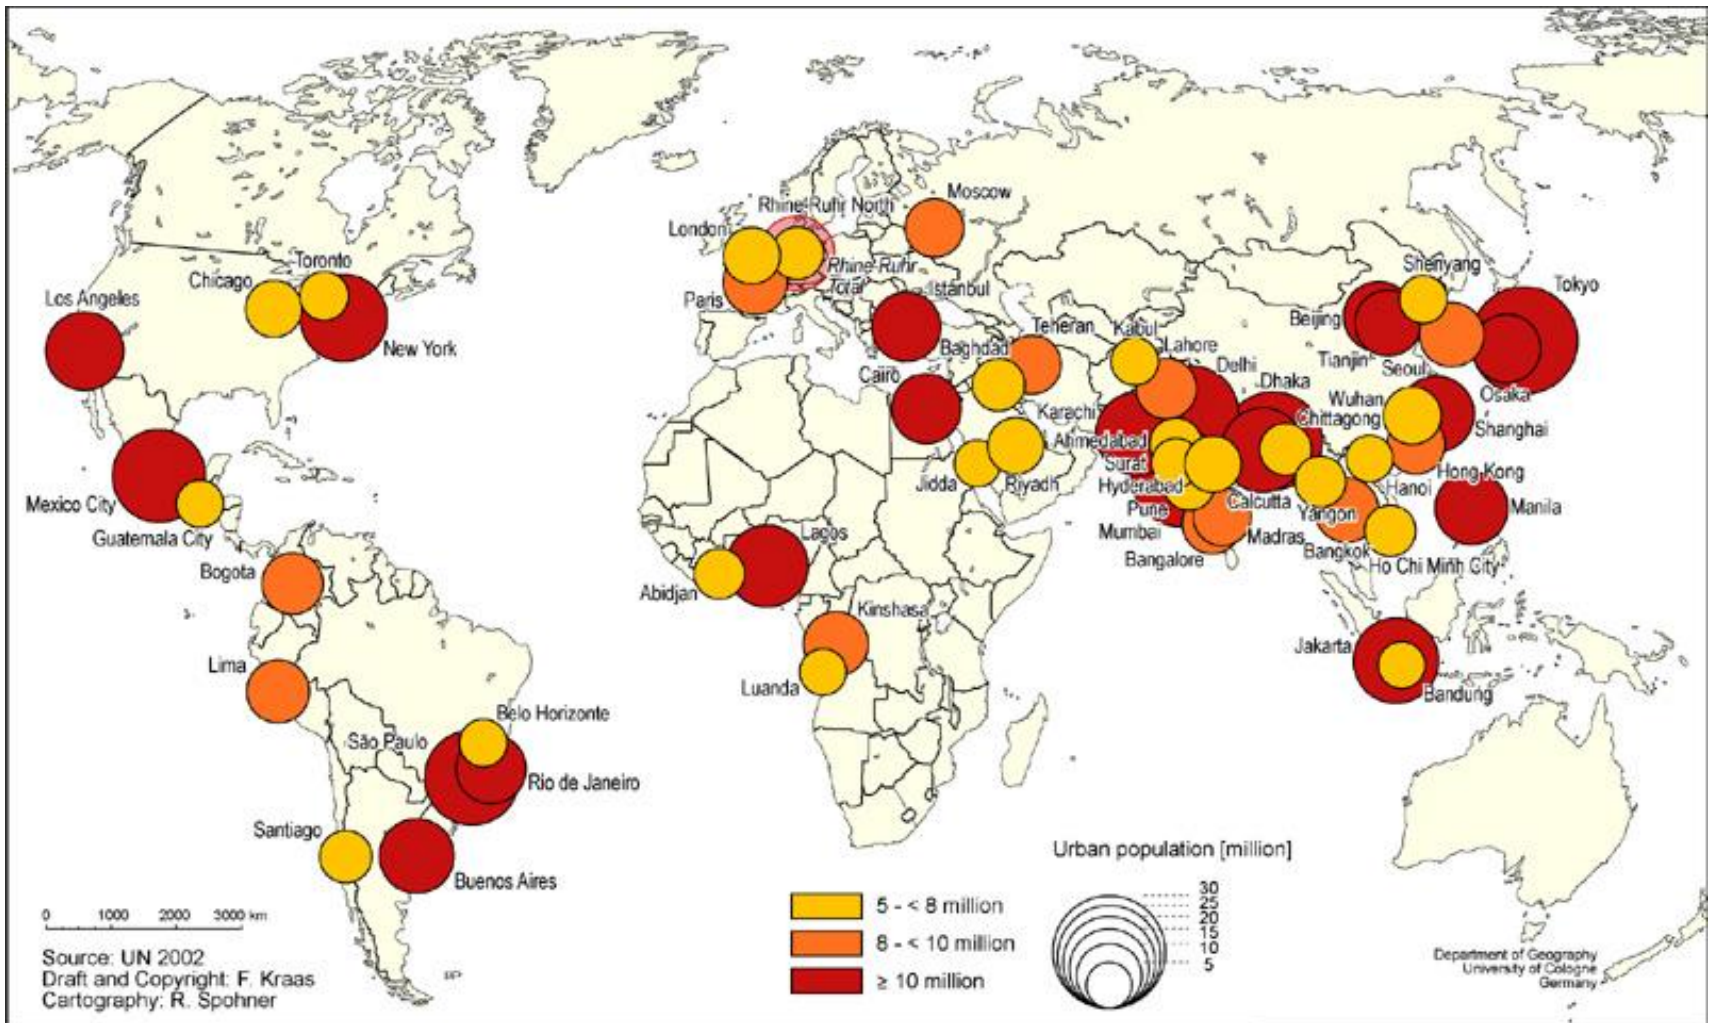 Moscow
Rhine-Ruhr North
London
Rhine-Ruhr
Total
Paris
Istanbul
Toronto
Chicago
Los Angeles
New York
Shenyang
Tokyo
Beijing
Tianjin
Seoul
Osaka
Teheran
Kabul
Baghdad
Lahore
Delhi
Dhaka
Cairo
Karachi
Wuhan
Chittagong
Shanghai
Ahmedabad
Surat
Jidda
Riyadh
Hyderabad
Hong Kong
Hanoi
Calcutta
Pune
Yangon
Manila
Mumbai
Madras
Bangalore
Bangkok
Ho Chi Minh City
Mexico City
Guatemala City
Bogota
Lagos
Abidjan
Kinshasa
Luanda
Jakarta
Bandung
Lima
Belo Horizonte
São Paulo
Rio de Janeiro
Santiago
Buenos Aires
Urban population [million]
30
25
20
15
10
5
5 - < 8 million
8 - < 10 million
≥ 10 million
0 1000 2000 3000 km
Source: UN 2002
Draft and Copyright: F. Kraas
Cartography: R. Spohner
Department of Geography
University of Cologne
Germany